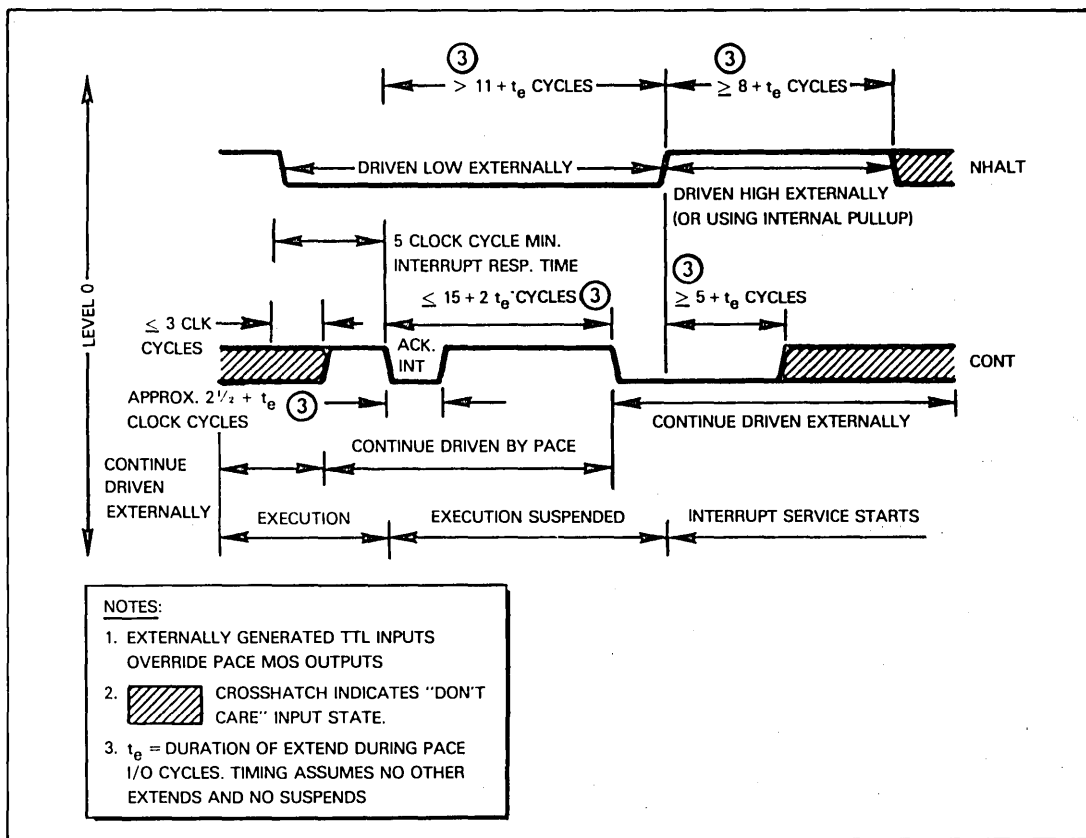 ③
> 11 + te CYCLES
③
≥ 8 + te CYCLES
LEVEL 0
DRIVEN LOW EXTERNALLY
NHALT
DRIVEN HIGH EXTERNALLY
(OR USING INTERNAL PULLUP)
5 CLOCK CYCLE MIN.
INTERRUPT RESP. TIME
≤ 15 + 2 te CYCLES ③
③
≥ 5 + te CYCLES
≤ 3 CLK
CYCLES
ACK.
INT
CONT
APPROX. 2 1/2 + te ③
CLOCK CYCLES
CONTINUE DRIVEN EXTERNALLY
CONTINUE DRIVEN BY PACE
CONTINUE
DRIVEN
EXTERNALLY
EXECUTION
EXECUTION SUSPENDED
INTERRUPT SERVICE STARTS
NOTES:
1. EXTERNALLY GENERATED TTL INPUTS
OVERRIDE PACE MOS OUTPUTS
2. CROSSHATCH INDICATES "DON'T
CARE" INPUT STATE.
3. te = DURATION OF EXTEND DURING PACE
I/O CYCLES. TIMING ASSUMES NO OTHER
EXTENDS AND NO SUSPENDS